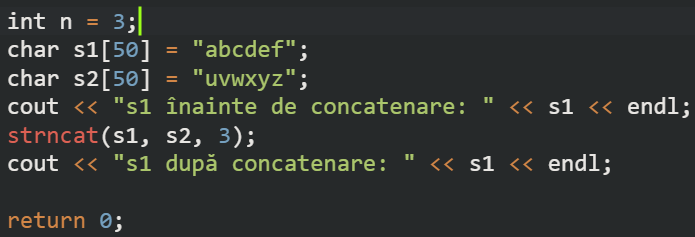 int n = 3;
char s1[50] = "abcdef";
char s2[50] = "uvwxyz";
cout << "s1 înainte de concatenare: " << s1 << endl;
strncat(s1, s2, 3);
cout << "s1 după concatenare: " << s1 << endl;
return 0;